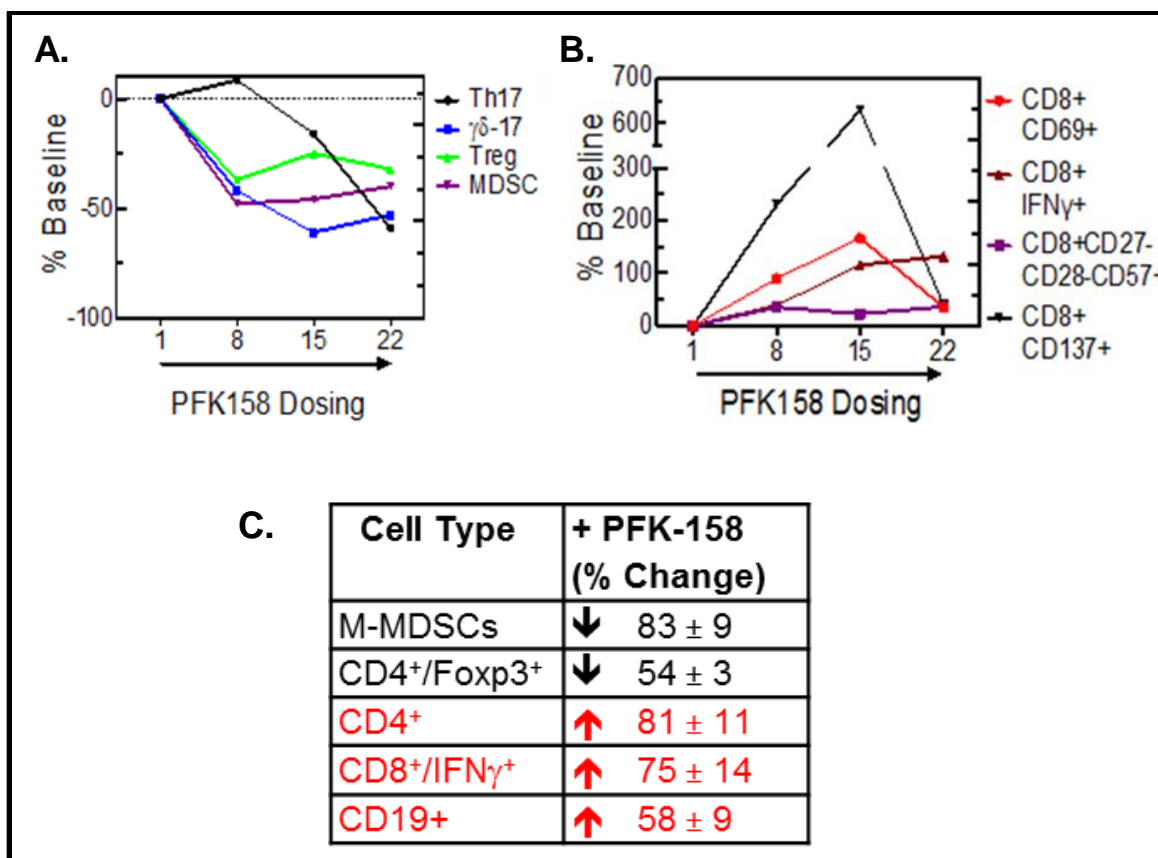 A.
0
-50
-100
% Baseline
1 8 15 22
PFK158 Dosing
Th17
γδ-17
Treg
MDSC
B.
700
600
300
200
100
0
% Baseline
1 8 15 22
PFK158 Dosing
CD8+
CD69+
CD8+
IFNγ+
CD8+CD27-
CD28-CD57+
CD8+
CD137+
C.
Cell Type + PFK-158
(% Change)
M-MDSCs ↓ 83 ± 9
CD4⁺/Foxp3⁺ ↓ 54 ± 3
CD4⁺ ↑ 81 ± 11
CD8⁺/IFNγ⁺ ↑ 75 ± 14
CD19+ ↑ 58 ± 9